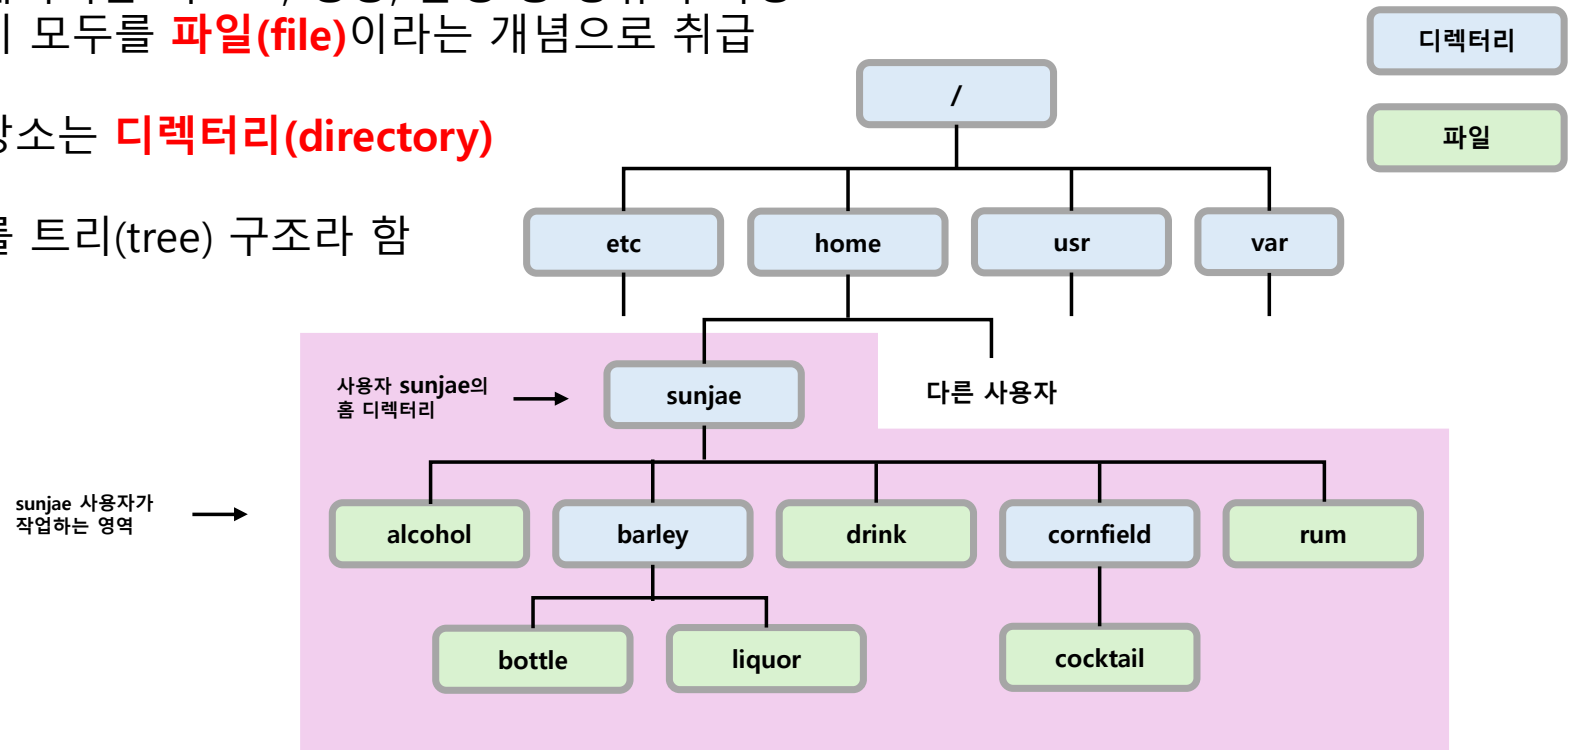 모두를 파일(file)이라는 개념으로 취급
디렉터리
/
파일
장소는 디렉터리(directory)
를 트리(tree) 구조라 함
etc
home
usr
var
사용자 sunjae의
홈 디렉터리
sunjae
다른 사용자
sunjae 사용자가
작업하는 영역
alcohol
barley
drink
cornfield
rum
bottle
liquor
cocktail